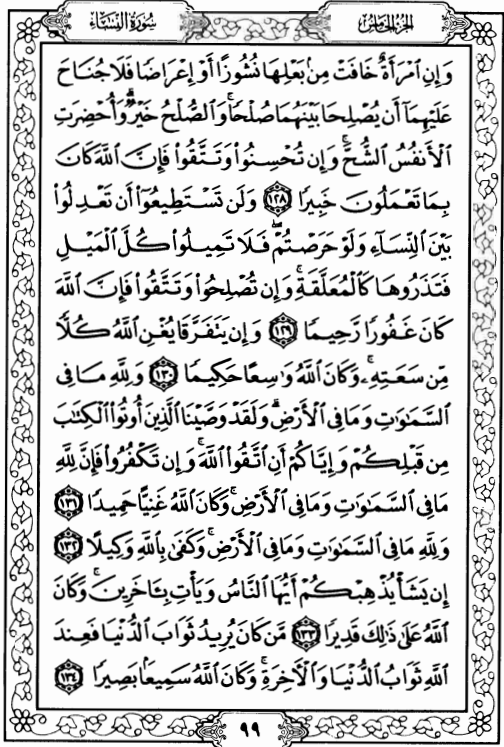 الجزء الخامس
سورة النساء
وَإِنِ ٱمْرَأَةٌ خَافَتْ مِنۢ بَعْلِهَا نُشُوزًا أَوْ إِعْرَاضًا فَلَا جُنَاحَ
عَلَيْهِمَآ أَن يُصْلِحَا بَيْنَهُمَا صُلْحًاۚ وَٱلصُّلْحُ خَيْرٌۗ وَأُحْضِرَتِ
ٱلْأَنفُسُ ٱلشُّحَّۚ وَإِن تُحْسِنُوا۟ وَتَتَّقُوا۟ فَإِنَّ ٱللَّهَ كَانَ
بِمَا تَعْمَلُونَ خَبِيرًا ١٢٨ وَلَن تَسْتَطِيعُوٓا۟ أَن تَعْدِلُوا۟
بَيْنَ ٱلنِّسَآءِ وَلَوْ حَرَصْتُمْۖ فَلَا تَمِيلُوا۟ كُلَّ ٱلْمَيْلِ
فَتَذَرُوهَا كَٱلْمُعَلَّقَةِۚ وَإِن تُصْلِحُوا۟ وَتَتَّقُوا۟ فَإِنَّ ٱللَّهَ
كَانَ غَفُورًا رَّحِيمًا ١٢٩ وَإِن يَتَفَرَّقَا يُغْنِ ٱللَّهُ كُلًّا
مِّن سَعَتِهِۦۚ وَكَانَ ٱللَّهُ وَٰسِعًا حَكِيمًا ١٣٠ وَلِلَّهِ مَا فِى
ٱلسَّمَٰوَٰتِ وَمَا فِى ٱلْأَرْضِۗ وَلَقَدْ وَصَّيْنَا ٱلَّذِينَ أُوتُوا۟ ٱلْكِتَٰبَ
مِن قَبْلِكُمْ وَإِيَّاكُمْ أَنِ ٱتَّقُوا۟ ٱللَّهَۚ وَإِن تَكْفُرُوا۟ فَإِنَّ لِلَّهِ
مَا فِى ٱلسَّمَٰوَٰتِ وَمَا فِى ٱلْأَرْضِۚ وَكَانَ ٱللَّهُ غَنِيًّا حَمِيدًا ١٣١
وَلِلَّهِ مَا فِى ٱلسَّمَٰوَٰتِ وَمَا فِى ٱلْأَرْضِۚ وَكَفَىٰ بِٱللَّهِ وَكِيلًا ١٣٢
إِن يَشَأْ يُذْهِبْكُمْ أَيُّهَا ٱلنَّاسُ وَيَأْتِ بِـَٔاخَرِينَۚ وَكَانَ
ٱللَّهُ عَلَىٰ ذَٰلِكَ قَدِيرًا ١٣٣ مَّن كَانَ يُرِيدُ ثَوَابَ ٱلدُّنْيَا فَعِندَ
ٱللَّهِ ثَوَابُ ٱلدُّنْيَا وَٱلْءَاخِرَةِۚ وَكَانَ ٱللَّهُ سَمِيعًۢا بَصِيرًا ١٣٤
٩٩